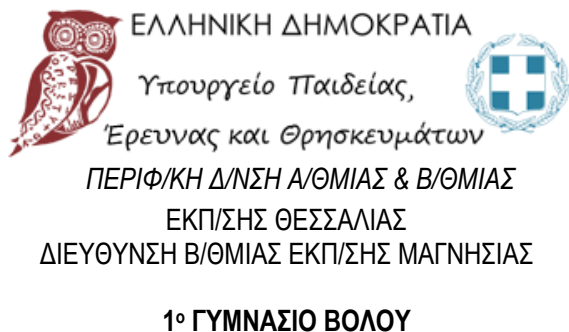 ΕΛΛΗΝΙΚΗ ΔΗΜΟΚΡΑΤΙΑ
Υπουργείο Παιδείας,
Έρευνας και Θρησκευμάτων
ΠΕΡΙΦ/ΚΗ Δ/ΝΣΗ Α/ΘΜΙΑΣ & Β/ΘΜΙΑΣ
ΕΚΠ/ΣΗΣ ΘΕΣΣΑΛΙΑΣ
ΔΙΕΥΘΥΝΣΗ Β/ΘΜΙΑΣ ΕΚΠ/ΣΗΣ ΜΑΓΝΗΣΙΑΣ
1ο ΓΥΜΝΑΣΙΟ ΒΟΛΟΥ